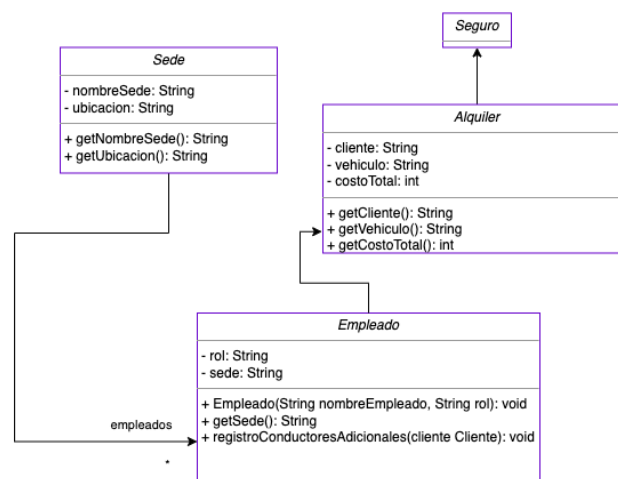 Seguro
Sede
- nombreSede: String
- ubicacion: String
+ getNombreSede(): String
+ getUbicacion(): String
Alquiler
- cliente: String
- vehiculo: String
- costoTotal: int
+ getCliente(): String
+ getVehiculo(): String
+ getCostoTotal(): int
Empleado
- rol: String
- sede: String
+ Empleado(String nombreEmpleado, String rol): void
+ getSede(): String
+ registroConductoresAdicionales(cliente Cliente): void
empleados
*